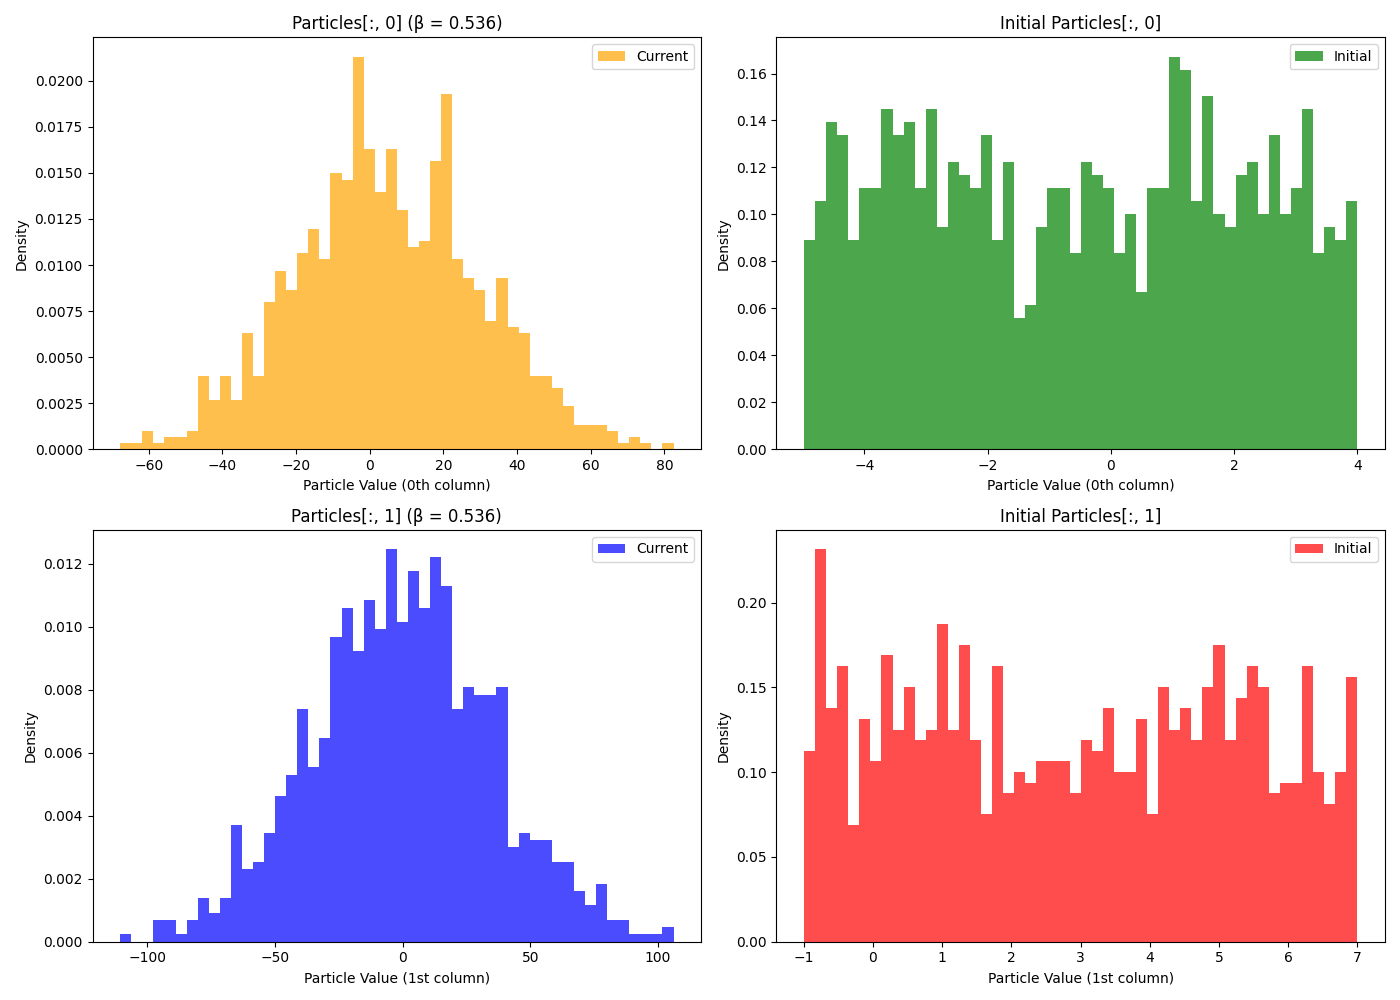 Particles[:, 0] (β = 0.536)
Current
0.0200
0.0175
0.0150
0.0125
0.0100
0.0075
0.0050
0.0025
0.0000
Density
−60 −40 −20 0 20 40 60 80
Particle Value (0th column)
Initial Particles[:, 0]
Initial
0.16
0.14
0.12
0.10
0.08
0.06
0.04
0.02
0.00
Density
−4 −2 0 2 4
Particle Value (0th column)
Particles[:, 1] (β = 0.536)
Current
0.012
0.010
0.008
0.006
0.004
0.002
0.000
Density
−100 −50 0 50 100
Particle Value (1st column)
Initial Particles[:, 1]
Initial
0.20
0.15
0.10
0.05
0.00
Density
−1 0 1 2 3 4 5 6 7
Particle Value (1st column)